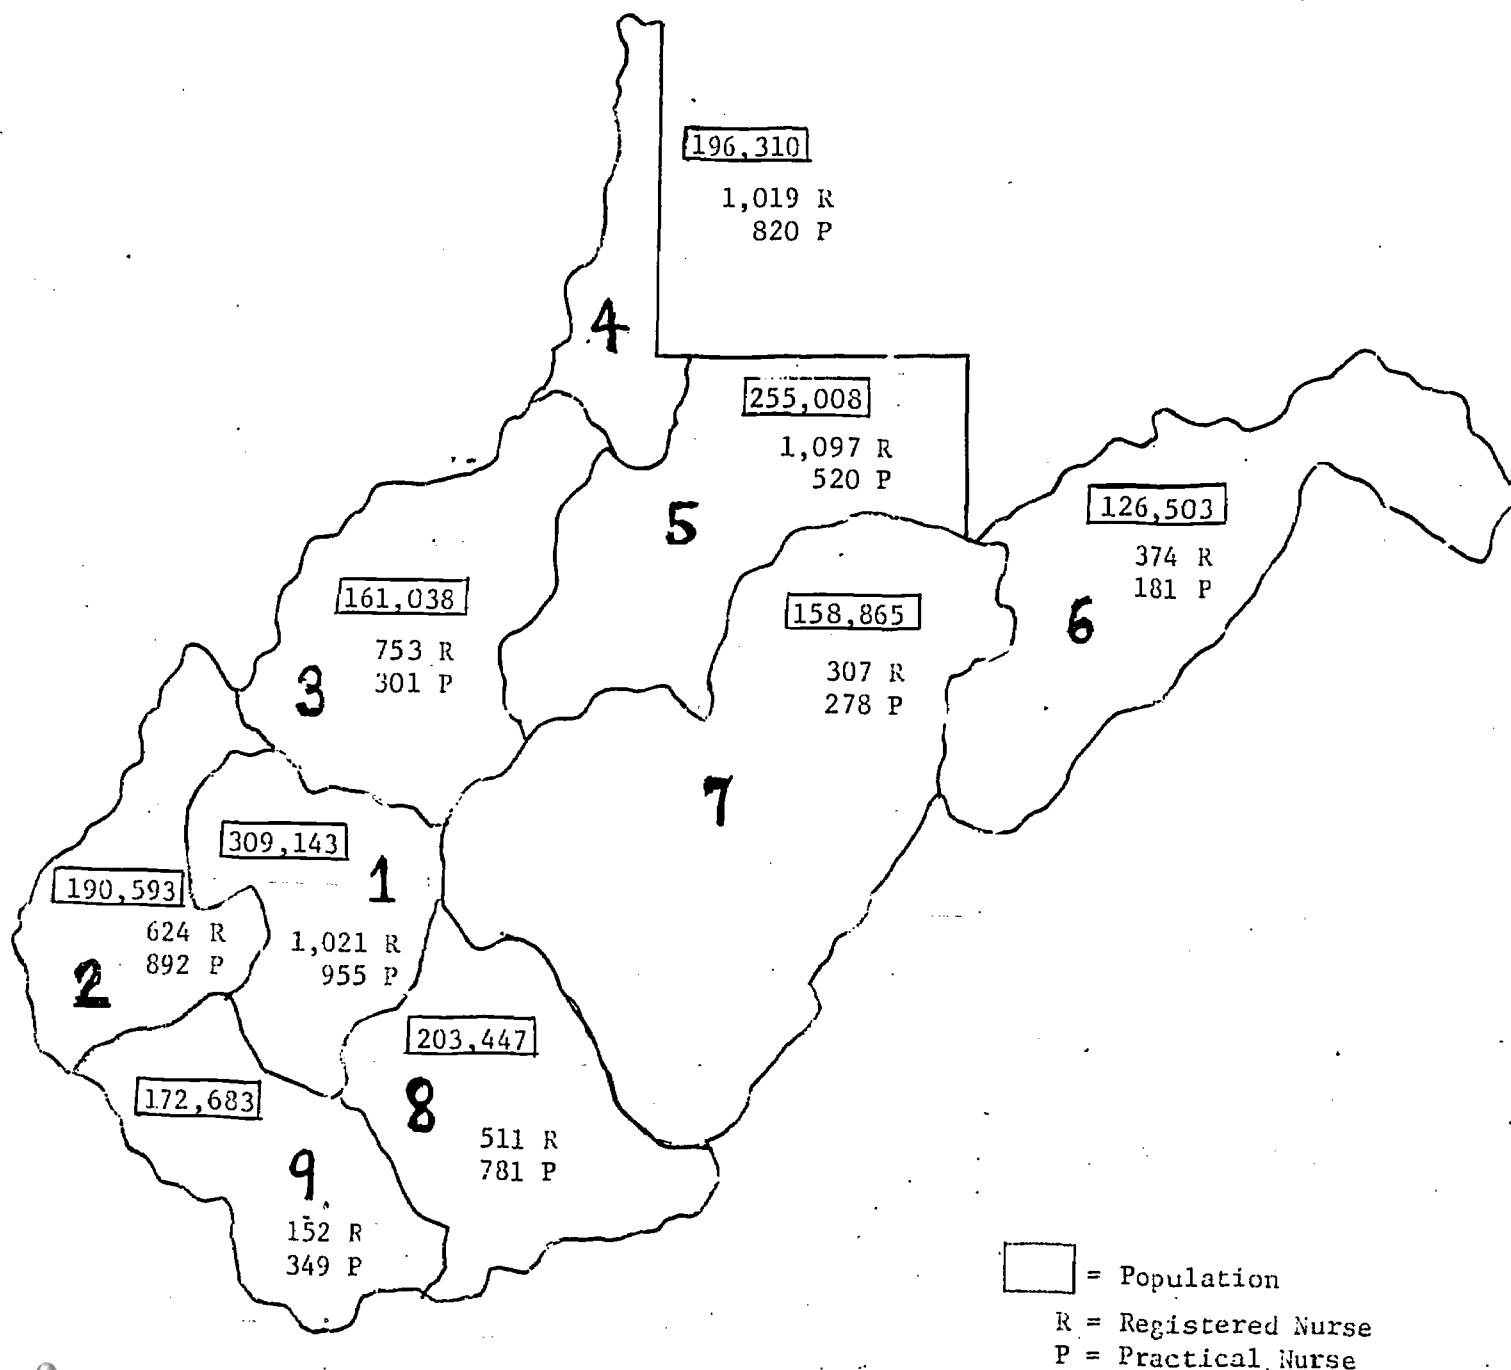 196,310
1,019 R
820 P
4
255,008
1,097 R
520 P
5
126,503
374 R
181 P
6
161,038
753 R
301 P
3
158,865
307 R
278 P
7
309,143
1
1,021 R
955 P
190,593
624 R
892 P
2
203,447
8
511 R
781 P
172,683
9
152 R
349 P
= Population
R = Registered Nurse
P = Practical Nurse